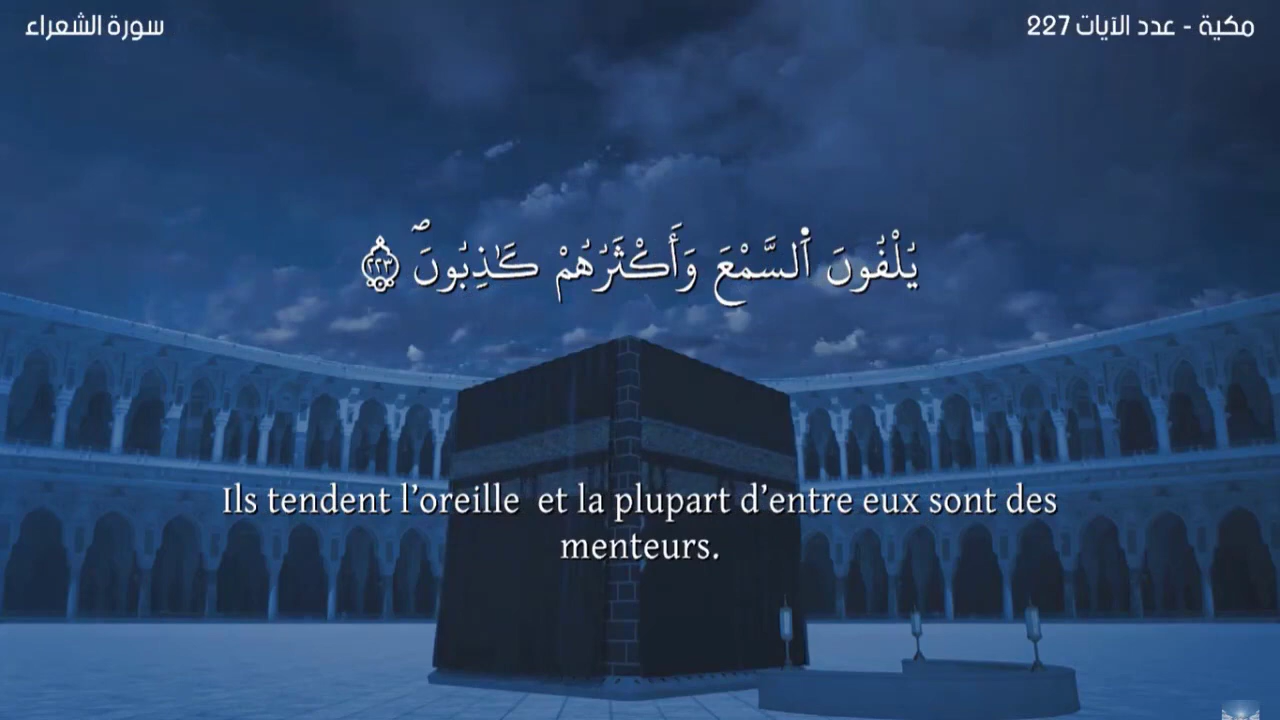 سورة الشعراء
مكية - عدد الآيات 227
يُلْقُونَ ٱلسَّمْعَ وَأَكْثَرُهُمْ كَٰذِبُونَۖ ٢٢٣
Ils tendent l’oreille et la plupart d’entre eux sont des
menteurs.